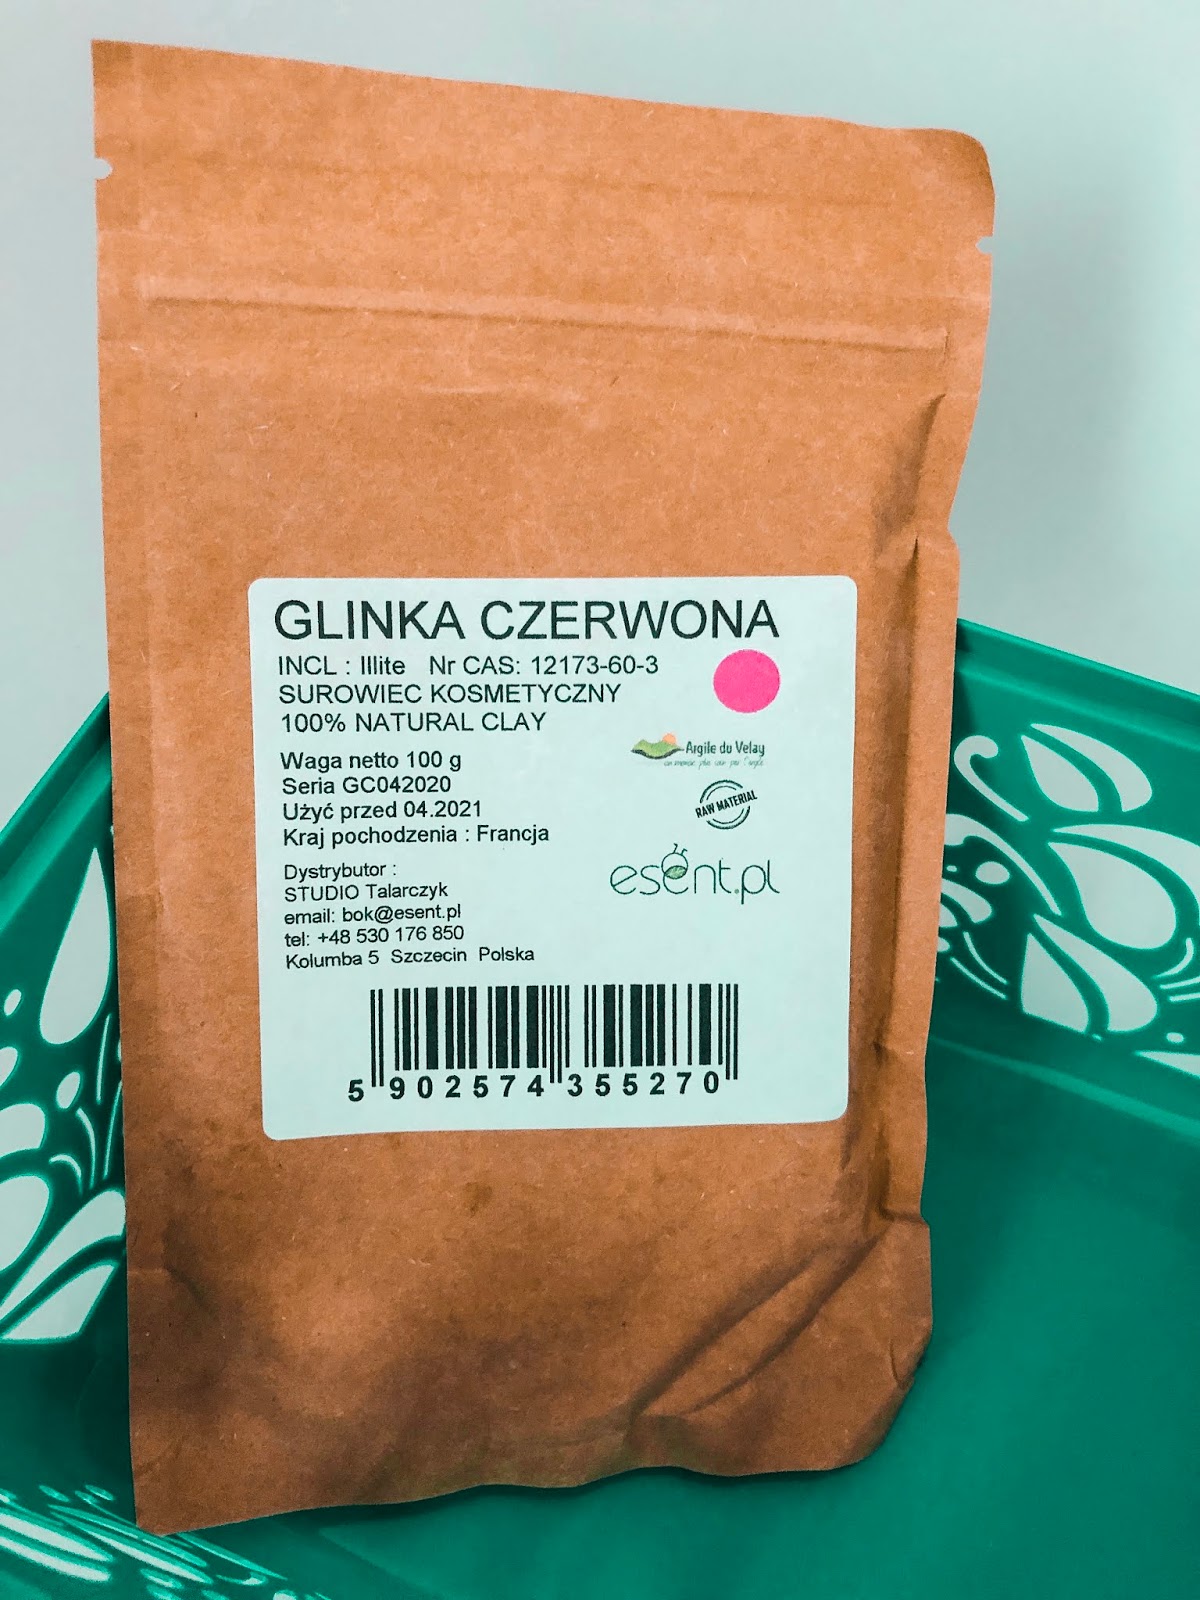 GLINKA CZERWONA
INCL : Illite Nr CAS: 12173-60-3
SUROWIEC KOSMETYCZNY
100% NATURAL CLAY
Waga netto 100 g
Seria GC042020
Użyć przed 04.2021
Kraj pochodzenia : Francja
Argile du Velay
RAW MATERIAL
esent.pl
Dystrybutor :
STUDIO Talarczyk
email: bok@esent.pl
tel: +48 530 176 850
Kolumba 5 Szczecin Polska
5 902574 355270